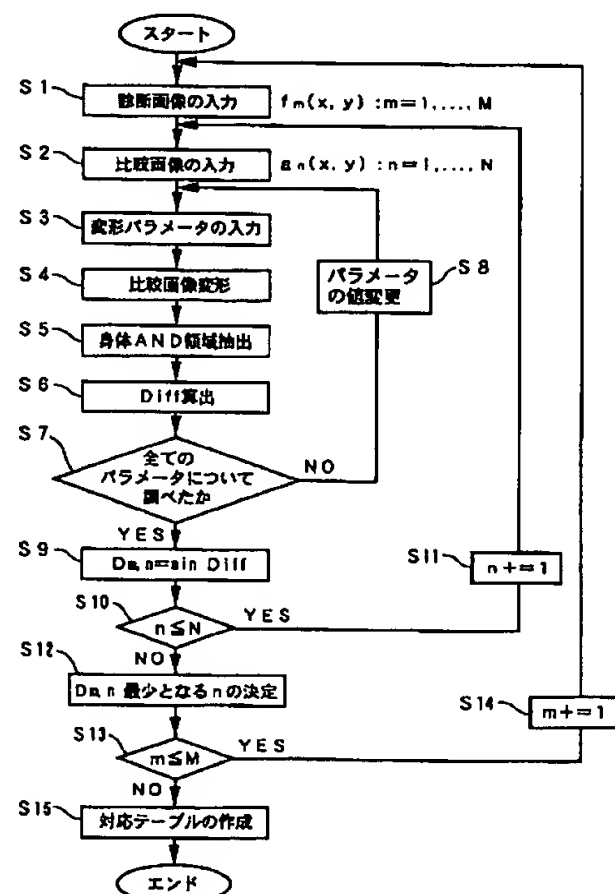 スタート
S1
診断画像の入力 fm(x, y) :m=1,..., M
S2
比較画像の入力 gn(x, y) :n=1,..., N
S3
変形パラメータの入力
S4
比較画像変形
S8
パラメータ
の値変更
S5
身体AND領域抽出
S6
Diff算出
S7
全ての
パラメータについて
調べたか
NO
YES
S9
Dm,n=min Diff
S11
n+=1
S10
n≦N
YES
NO
S12
Dm,n 最少となるnの決定
S14
m+=1
S13
m≦M
YES
NO
S15
対応テーブルの作成
エンド